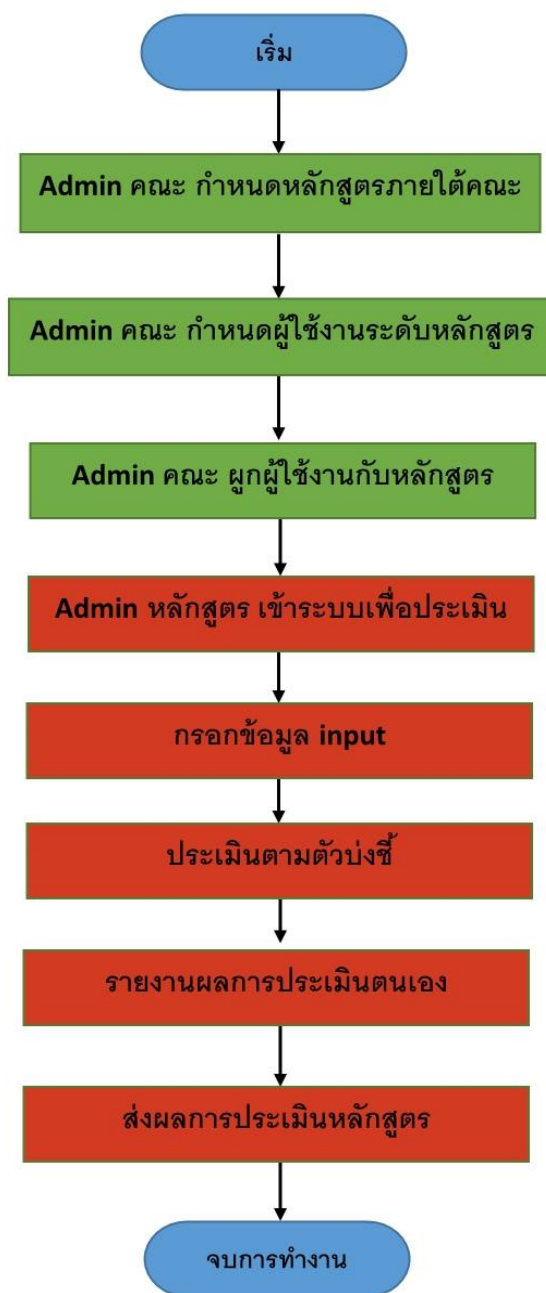 เริ่ม
Admin คณะ กำหนดหลักสูตรภายใต้คณะ
Admin คณะ กำหนดผู้ใช้งานระดับหลักสูตร
Admin คณะ ผูกผู้ใช้งานกับหลักสูตร
Admin หลักสูตร เข้าระบบเพื่อประเมิน
กรอกข้อมูล input
ประเมินตามตัวบ่งชี้
รายงานผลการประเมินตนเอง
ส่งผลการประเมินหลักสูตร
จบการทำงาน